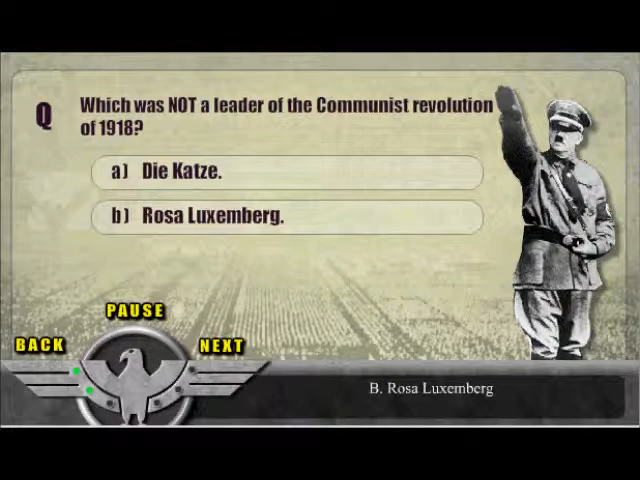 Q
Which was NOT a leader of the Communist revolution
of 1918?
a) Die Katze.
b) Rosa Luxemberg.
PAUSE
BACK
NEXT
B. Rosa Luxemberg